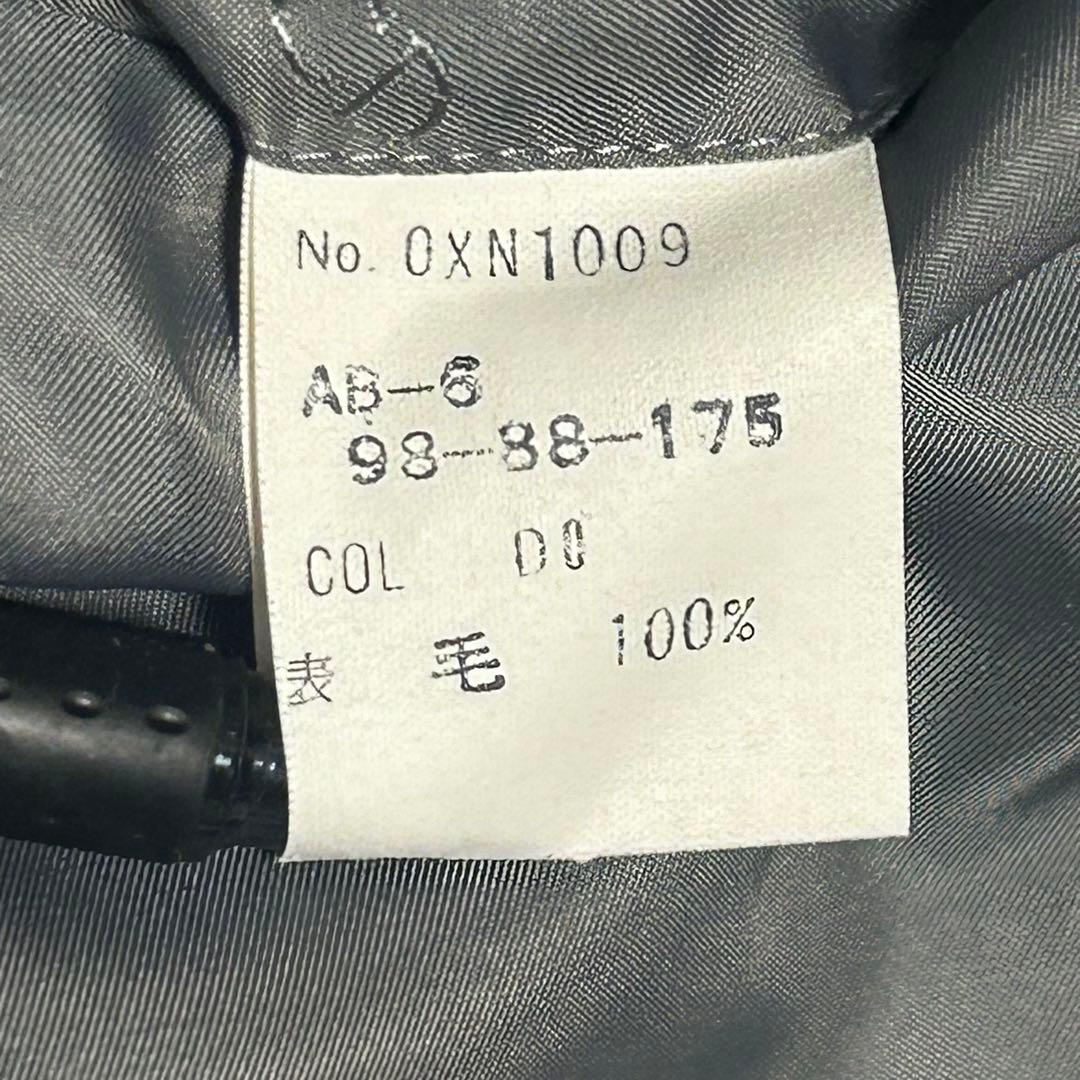 No. 0XN1009
AB-6
98-88-175
COL D0
表 毛 100%